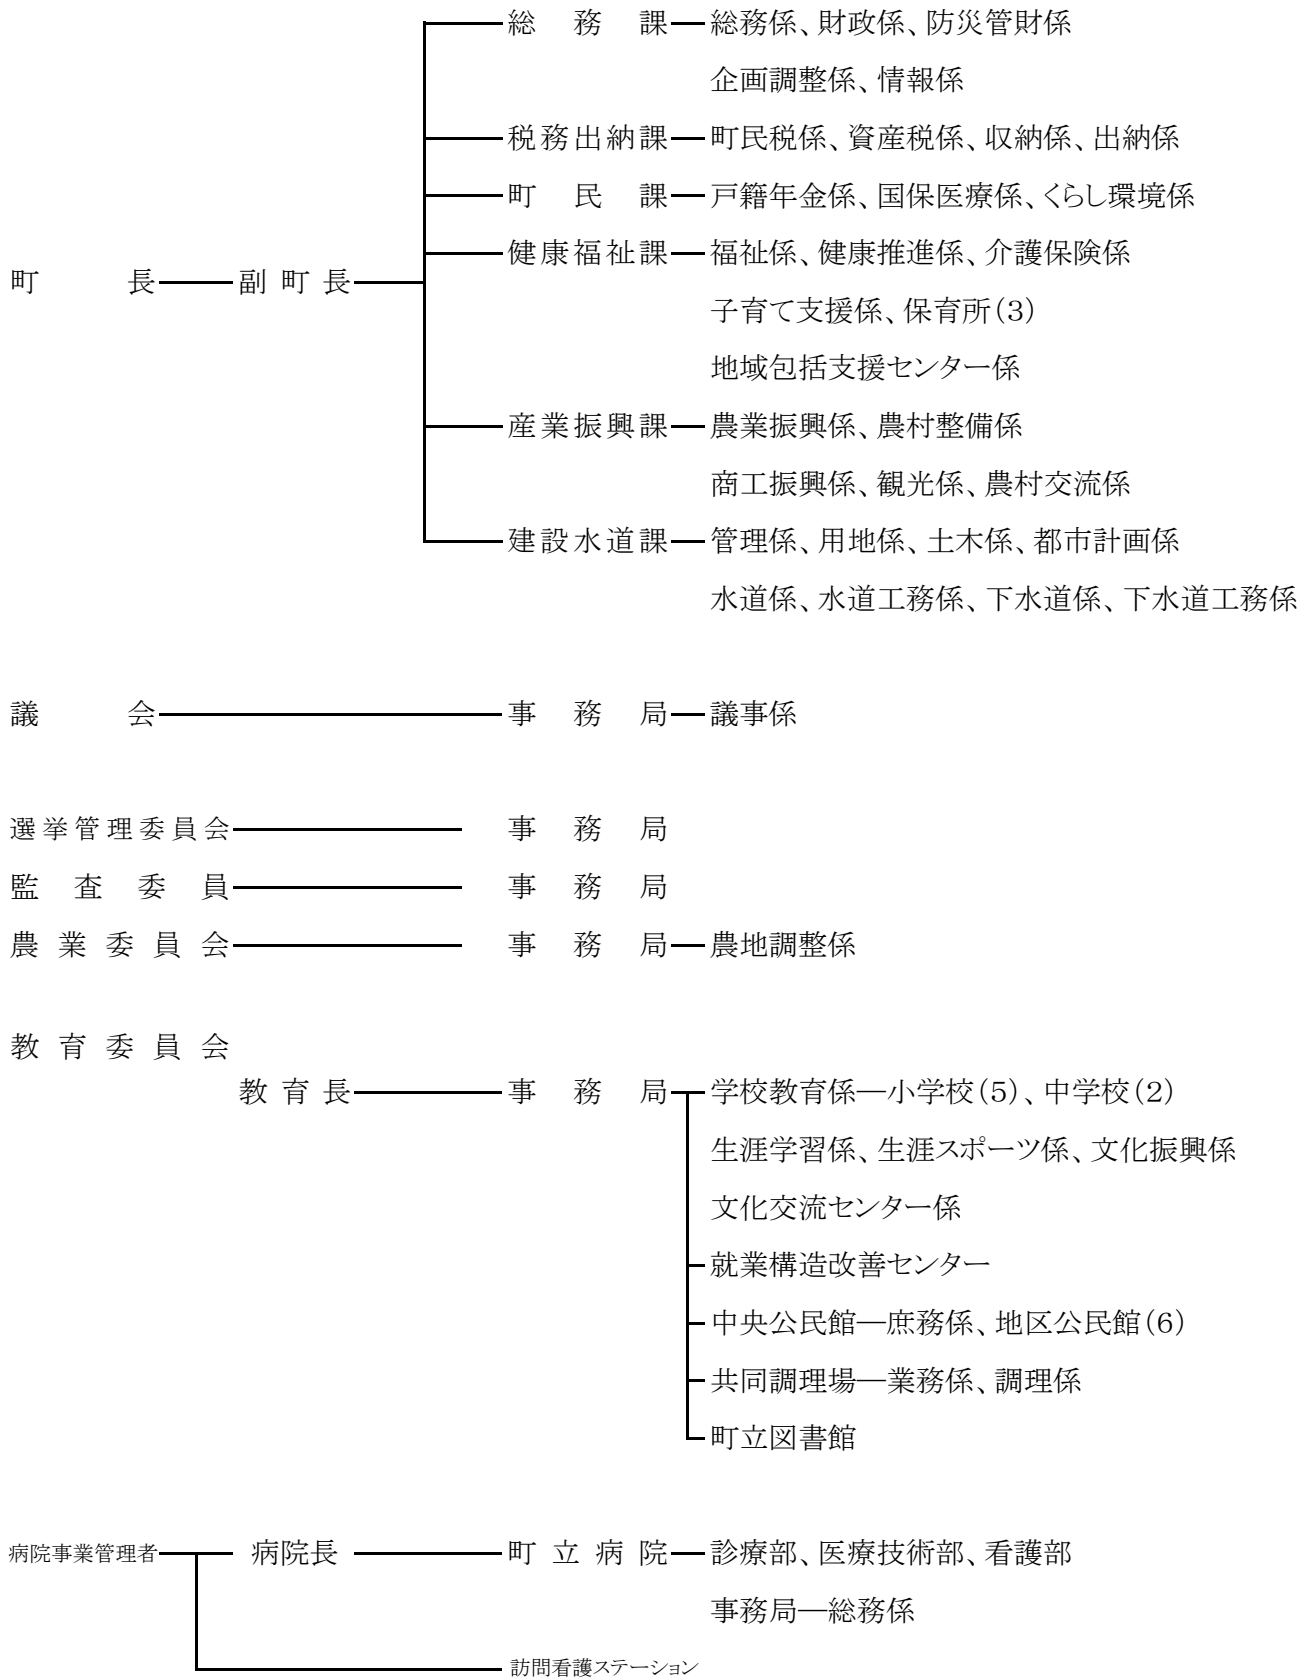 総務課―総務係、財政係、防災管財係
企画調整係、情報係
税務出納課―町民税係、資産税係、収納係、出納係
町民課―戸籍年金係、国保医療係、くらし環境係
健康福祉課―福祉係、健康推進係、介護保険係
町長―副町長
子育て支援係、保育所(3)
地域包括支援センター係
産業振興課―農業振興係、農村整備係
商工振興係、観光係、農村交流係
建設水道課―管理係、用地係、土木係、都市計画係
水道係、水道工務係、下水道係、下水道工務係
議会―事務局―議事係
選挙管理委員会―事務局
監査委員―事務局
農業委員会―事務局―農地調整係
教育委員会
教育長―事務局―学校教育係―小学校(5)、中学校(2)
生涯学習係、生涯スポーツ係、文化振興係
文化交流センター係
就業構造改善センター
中央公民館―庶務係、地区公民館(6)
共同調理場―業務係、調理係
町立図書館
病院事業管理者―病院長―町立病院―診療部、医療技術部、看護部
事務局―総務係
訪問看護ステーション